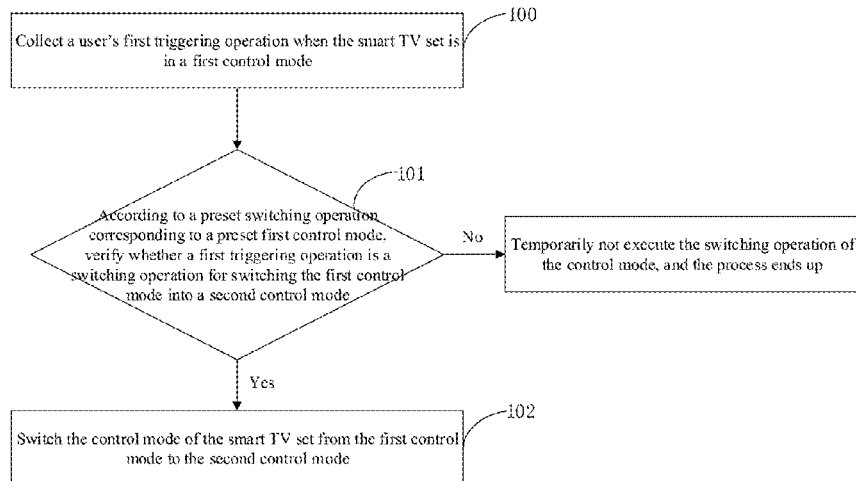 100
Collect a user's first triggering operation when the smart TV set is
in a first control mode
101
According to a preset switching operation
corresponding to a preset first control mode,
verify whether a first triggering operation is a
switching operation for switching the first control
mode into a second control mode
No
Temporarily not execute the switching operation of
the control mode, and the process ends up
Yes
102
Switch the control mode of the smart TV set from the first control
mode to the second control mode